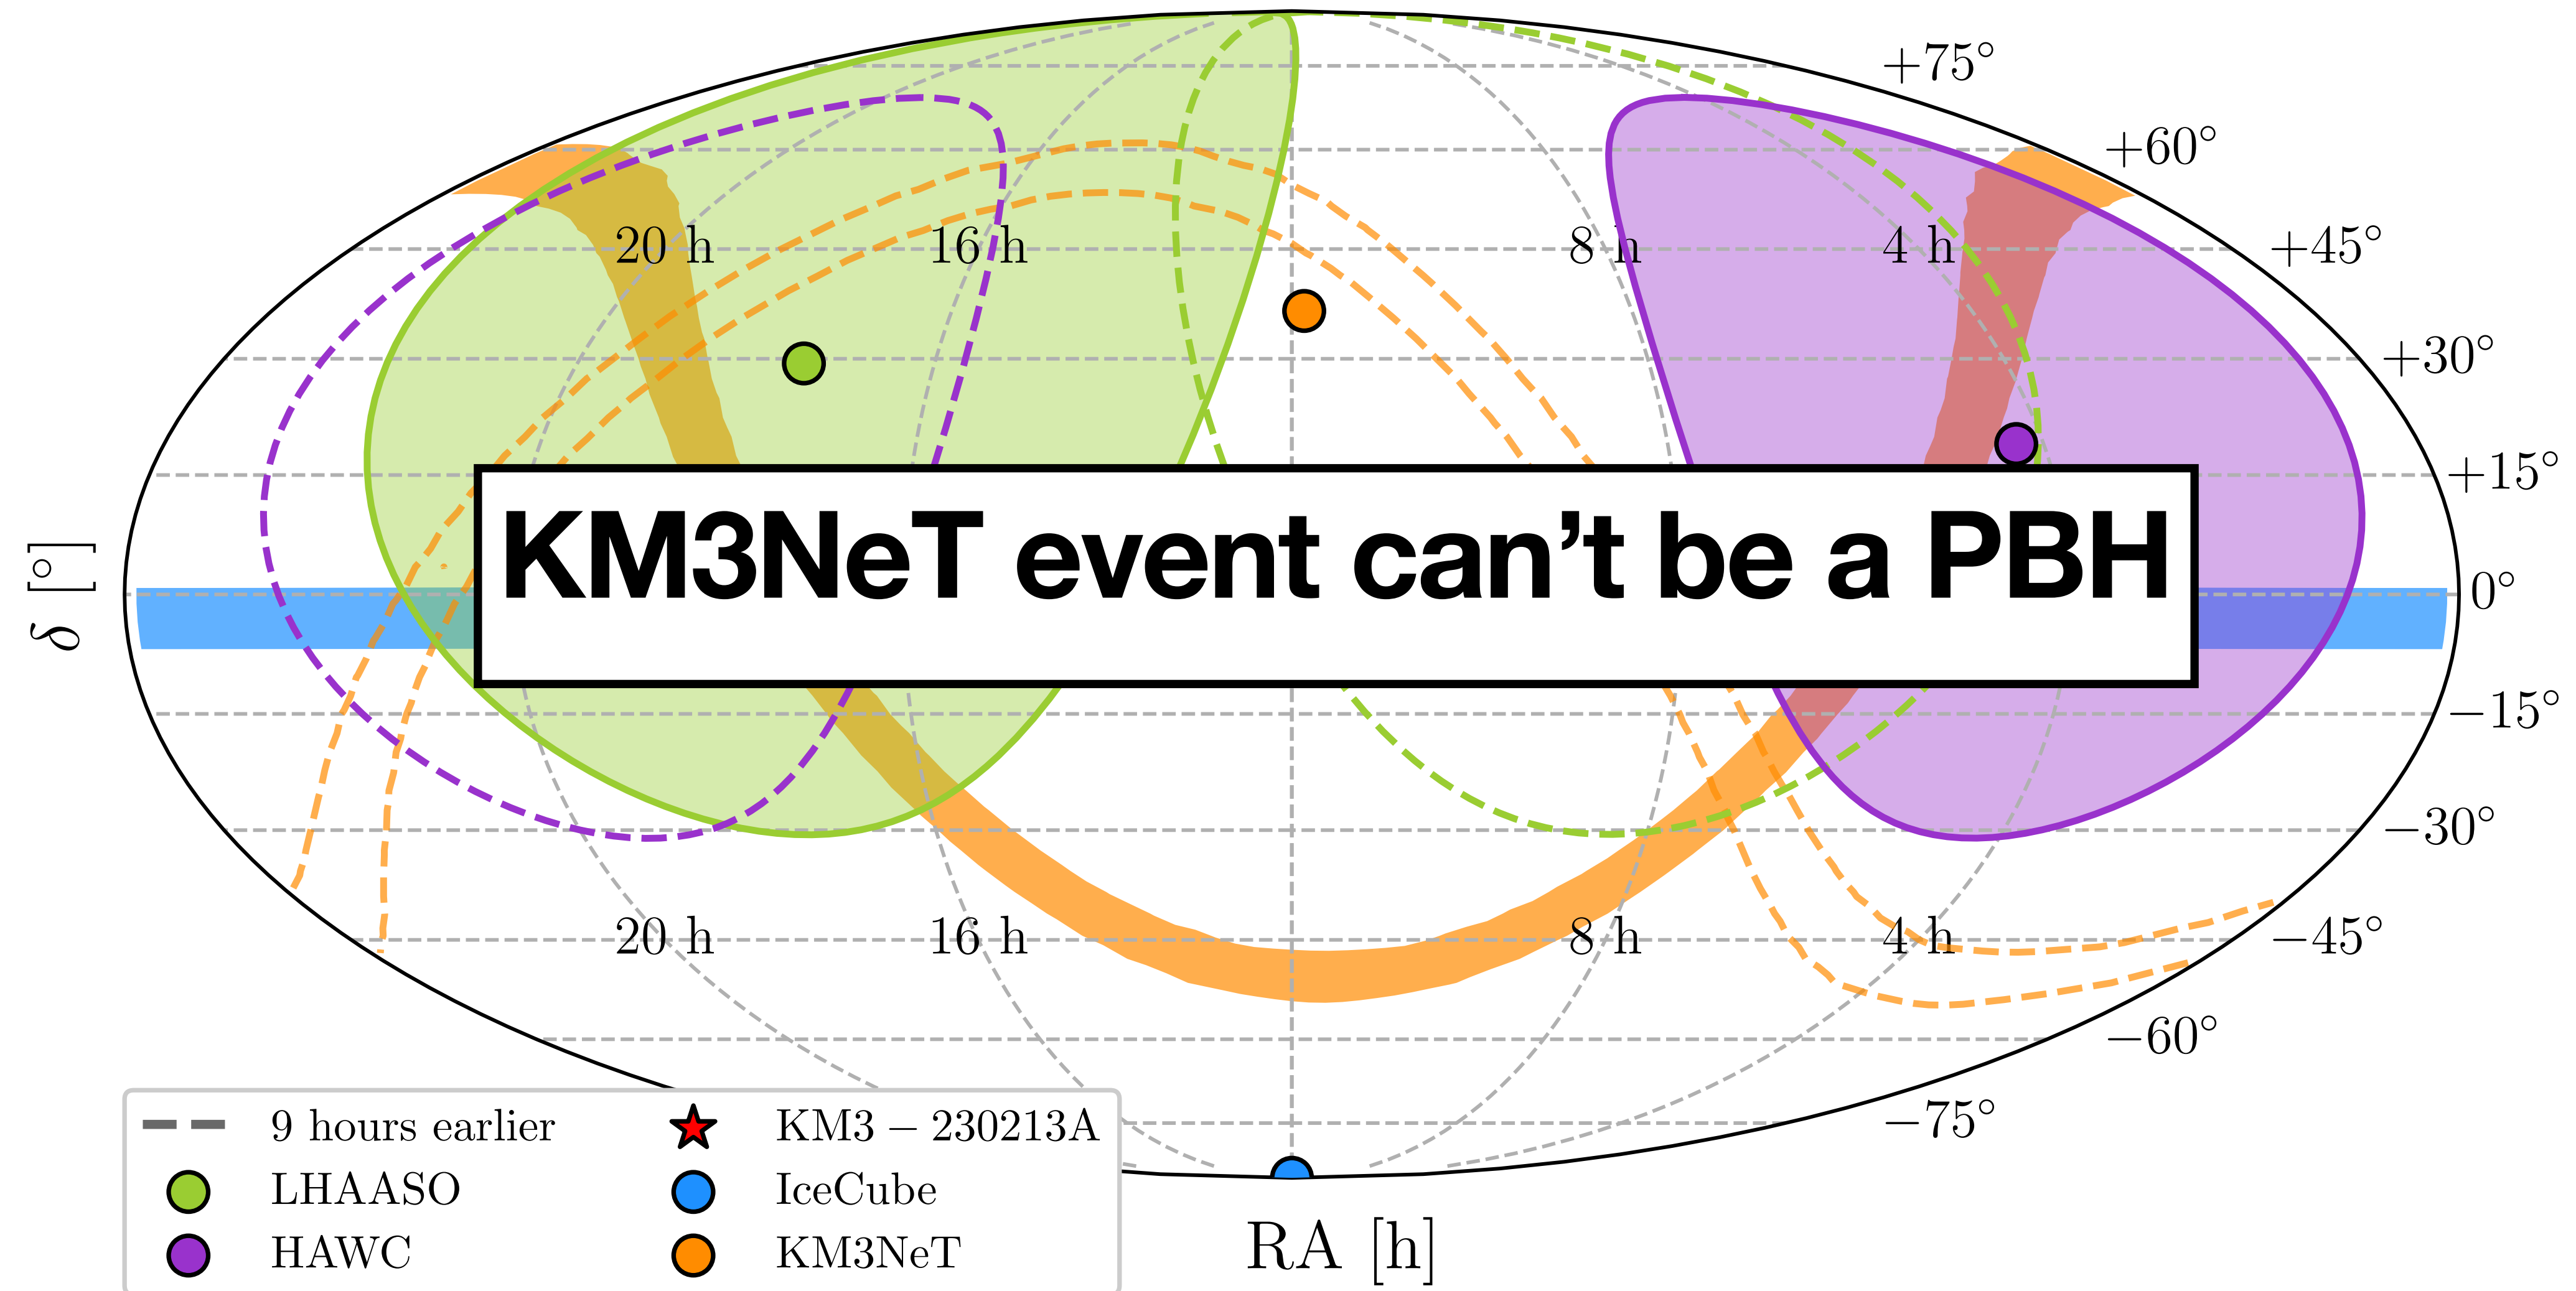 +75°
+60°
20 h 16 h 8 h 4 h +45°
+30°
+15°
KM3NeT event can’t be a PBH
δ [°]
0°
−15°
−30°
20 h 16 h 8 h 4 h −45°
−60°
−75°
9 hours earlier
LHAASO
HAWC
KM3 − 230213A
IceCube
KM3NeT
RA [h]